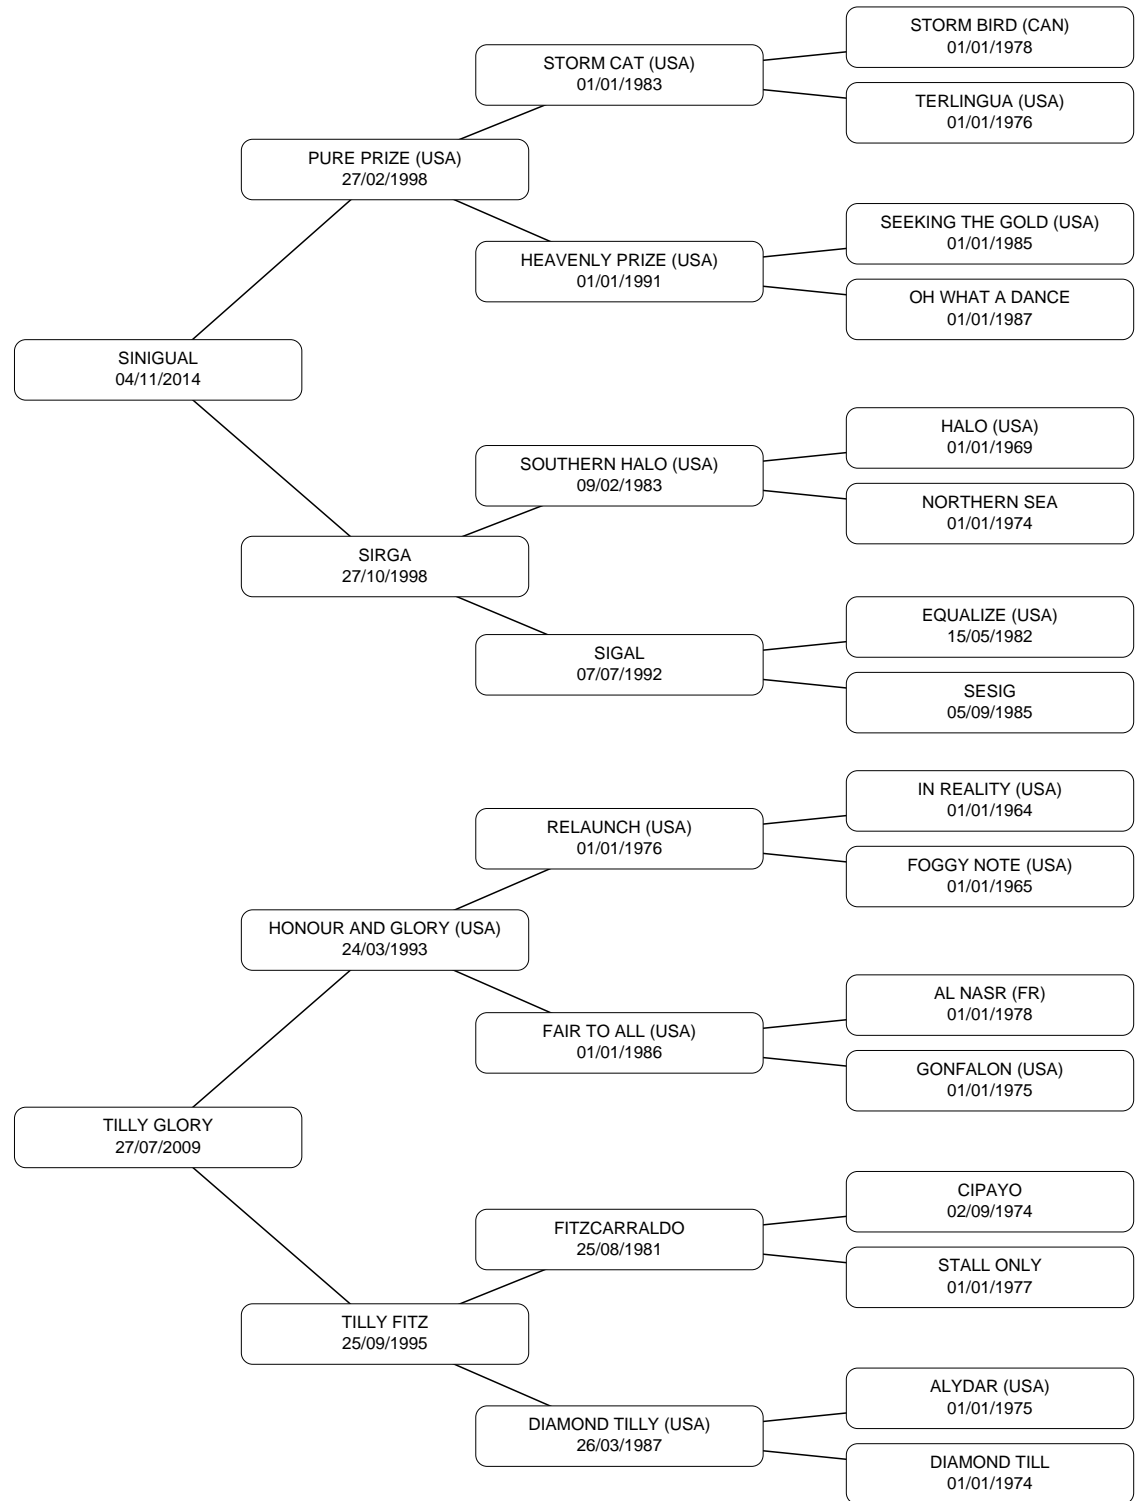 STORM BIRD (CAN)
01/01/1978
STORM CAT (USA)
01/01/1983
TERLINGUA (USA)
01/01/1976
PURE PRIZE (USA)
27/02/1998
SEEKING THE GOLD (USA)
01/01/1985
HEAVENLY PRIZE (USA)
01/01/1991
OH WHAT A DANCE
01/01/1987
SINIGUAL
04/11/2014
HALO (USA)
01/01/1969
SOUTHERN HALO (USA)
09/02/1983
NORTHERN SEA
01/01/1974
SIRGA
27/10/1998
EQUALIZE (USA)
15/05/1982
SIGAL
07/07/1992
SESIG
05/09/1985
IN REALITY (USA)
01/01/1964
RELAUNCH (USA)
01/01/1976
FOGGY NOTE (USA)
01/01/1965
HONOUR AND GLORY (USA)
24/03/1993
AL NASR (FR)
01/01/1978
FAIR TO ALL (USA)
01/01/1986
GONFALON (USA)
01/01/1975
TILLY GLORY
27/07/2009
CIPAYO
02/09/1974
FITZCARRALDO
25/08/1981
STALL ONLY
01/01/1977
TILLY FITZ
25/09/1995
ALYDAR (USA)
01/01/1975
DIAMOND TILLY (USA)
26/03/1987
DIAMOND TILL
01/01/1974